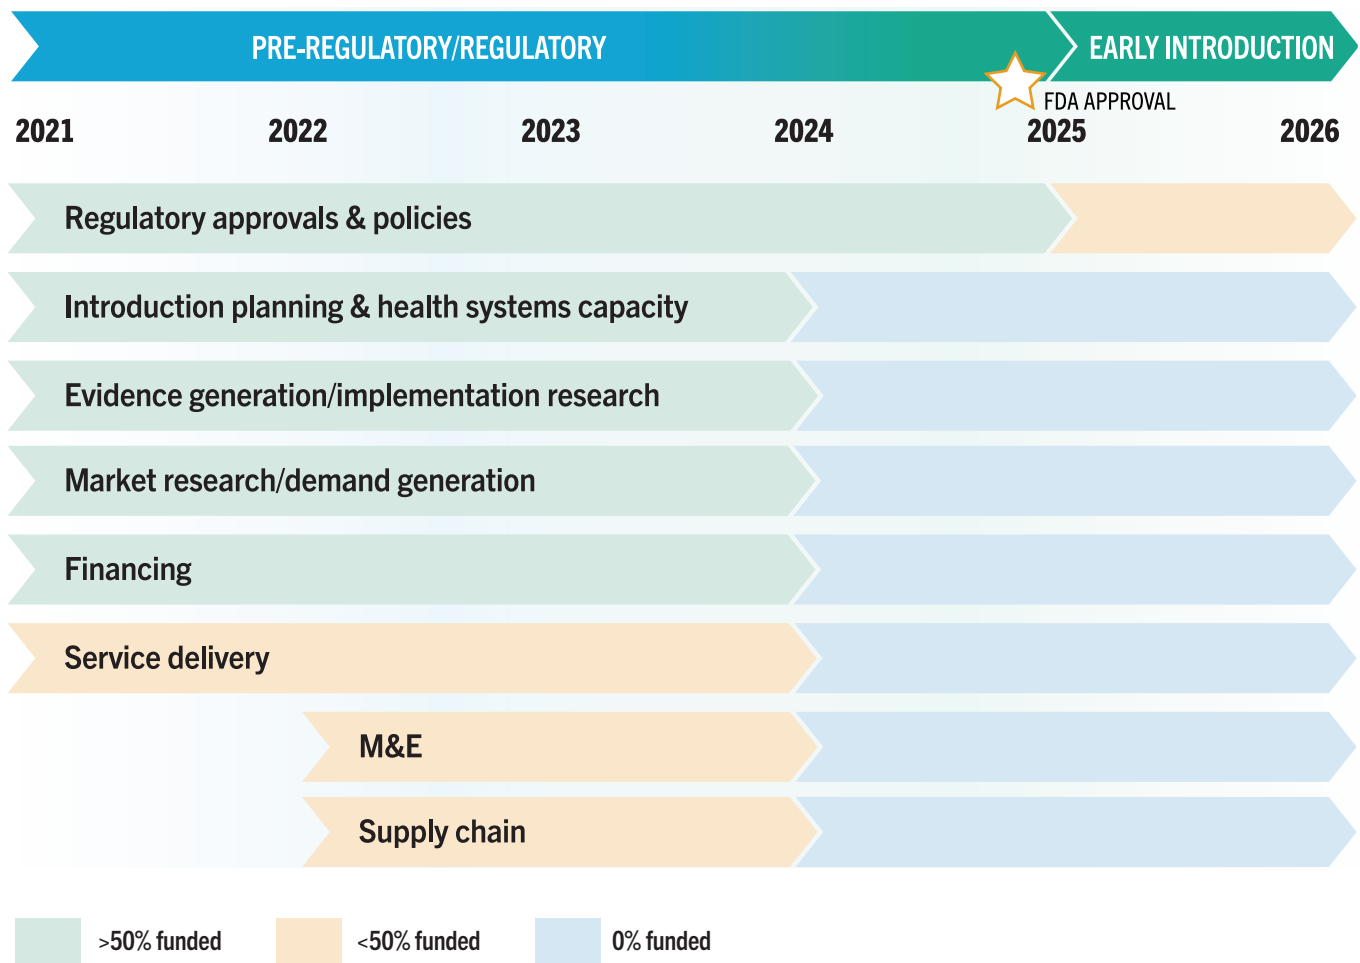 PRE-REGULATORY/REGULATORY
EARLY INTRODUCTION
FDA APPROVAL
2021 2022 2023 2024 2025 2026
Regulatory approvals & policies
Introduction planning & health systems capacity
Evidence generation/implementation research
Market research/demand generation
Financing
Service delivery
M&E
Supply chain
>50% funded
<50% funded
0% funded